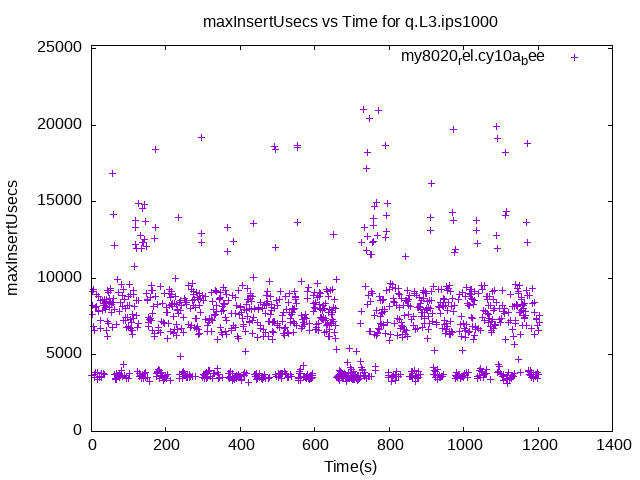 maxInsertUsecs vs Time for q.L3.ips1000
my8020rel.cy10abee
25000
20000
15000
10000
5000
0
maxInsertUsecs
0 200 400 600 800 1000 1200 1400
Time(s)